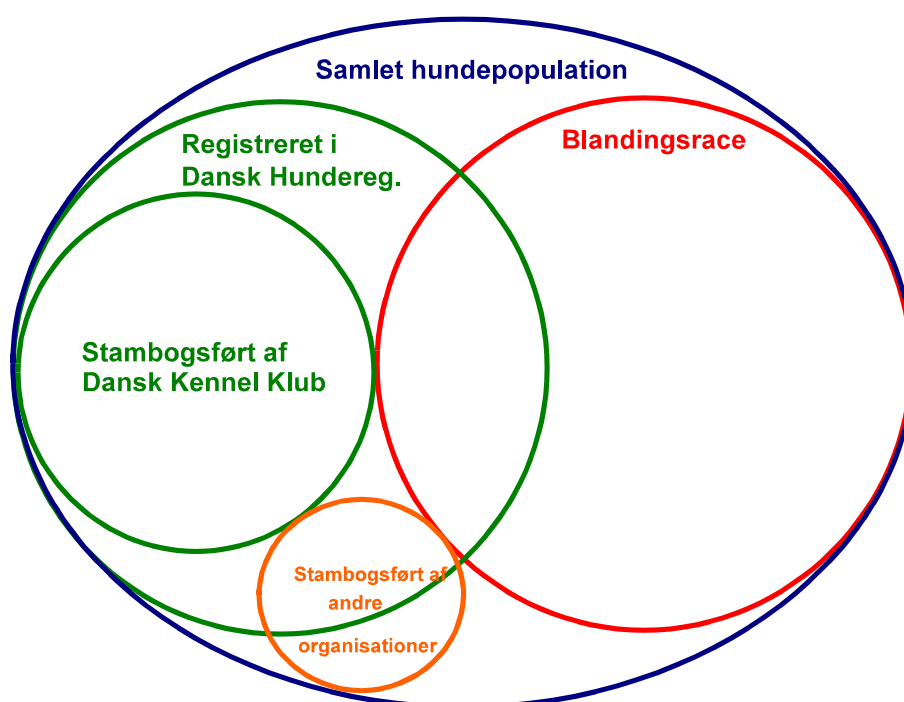 Samlet hundepopulation
Registreret i
Dansk Hundereg.
Blandingsrace
Stambogsført af
Dansk Kennel Klub
Stambogsført af
andre
organisationer